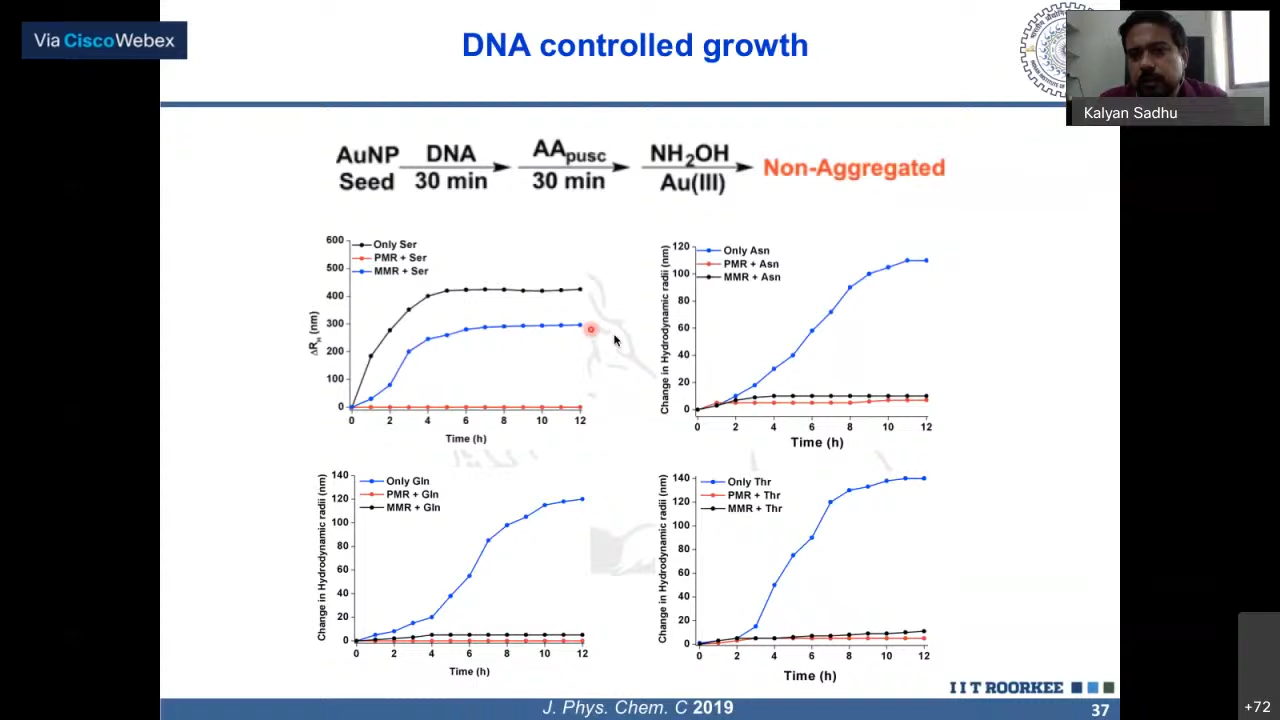 Via CiscoWebex
DNA controlled growth
Kalyan Sadhu
AuNP Seed
DNA
30 min
AApusc
30 min
NH2OH
Au(III)
Non-Aggregated
Only Ser
PMR + Ser
MMR + Ser
ΔRH (nm)
600
500
400
300
200
100
0
0 2 4 6 8 10 12
Time (h)
Only Asn
PMR + Asn
MMR + Asn
Change in Hydrodynamic radii (nm)
120
100
80
60
40
20
0
0 2 4 6 8 10 12
Time (h)
Only Gln
PMR + Gln
MMR + Gln
Change in Hydrodynamic radii (nm)
140
120
100
80
60
40
20
0
0 2 4 6 8 10 12
Time (h)
Only Thr
PMR + Thr
MMR + Thr
Change in Hydrodynamic radii (nm)
140
120
100
80
60
40
20
0
0 2 4 6 8 10 12
Time (h)
IIT ROORKEE
J. Phys. Chem. C 2019
37
+72